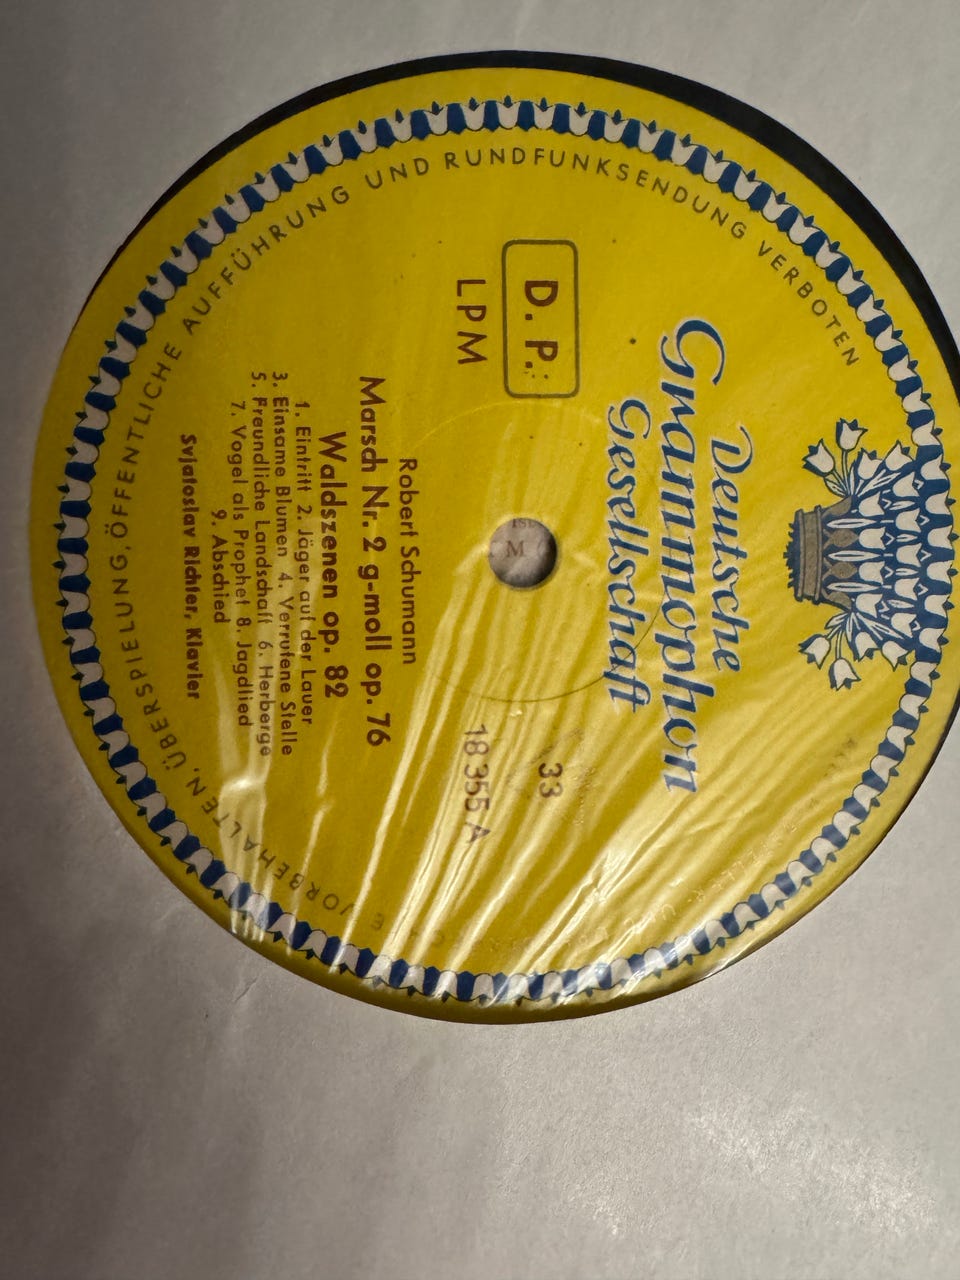 Deutsche
Grammophon
Gesellschaft
D. P.
33
LPM
18 355 A
Robert Schumann
Marsch Nr. 2 g-moll op. 76
Waldszenen op. 82
1. Eintritt 2. Jäger auf der Lauer
3. Einsame Blumen 4. Verrufene Stelle
5. Freundliche Landschaft 6. Herberge
7. Vogel als Prophet 8. Jagdlied
9. Abschied
Svjatoslav Richter, Klavier
VORBEHALTEN, ÜBERSPIELUNG, ÖFFENTLICHE AUFFÜHRUNG UND RUNDFUNKSENDUNG VERBOTEN
M